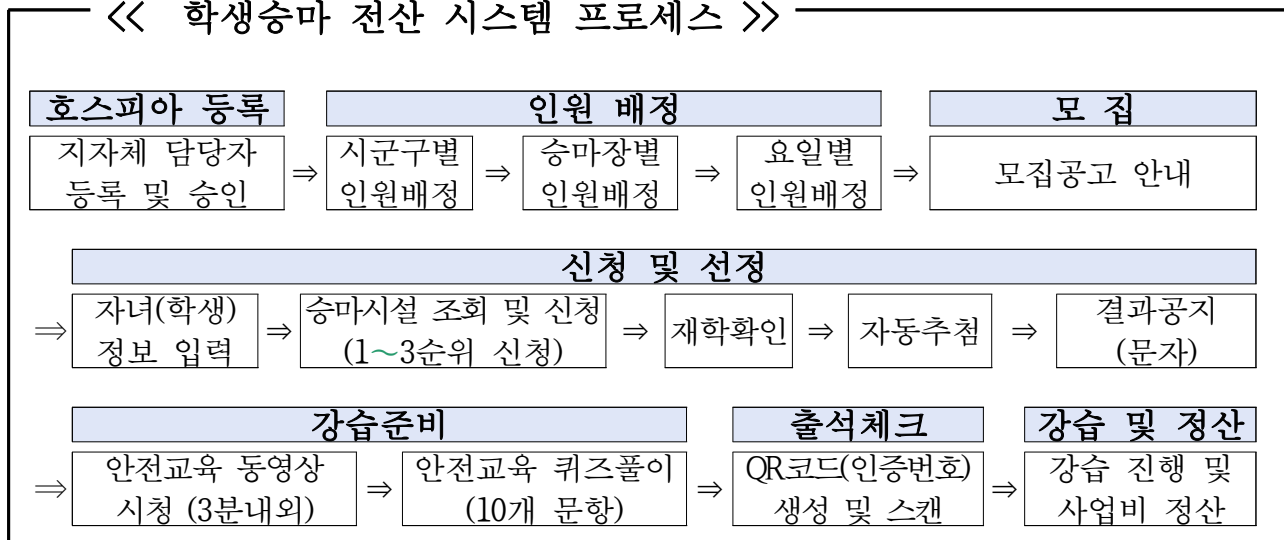 << 학생승마 전산 시스템 프로세스 >>
호스피아 등록 인원 배정 모 집
지자체 담당자 ⇒ 시군구별 ⇒ 승마장별 ⇒ 요일별 ⇒ 모집공고 안내
등록 및 승인 인원배정 인원배정 인원배정
신청 및 선정
⇒ 자녀(학생) ⇒ 승마시설 조회 및 신청 ⇒ 재학확인 ⇒ 자동추첨 ⇒ 결과공지
정보 입력 (1~3순위 신청) (문자)
강습준비 출석체크 강습 및 정산
⇒ 안전교육 동영상 ⇒ 안전교육 퀴즈풀이 ⇒ QR코드(인증번호) ⇒ 강습 진행 및
시청 (3분내외) (10개 문항) 생성 및 스캔 사업비 정산